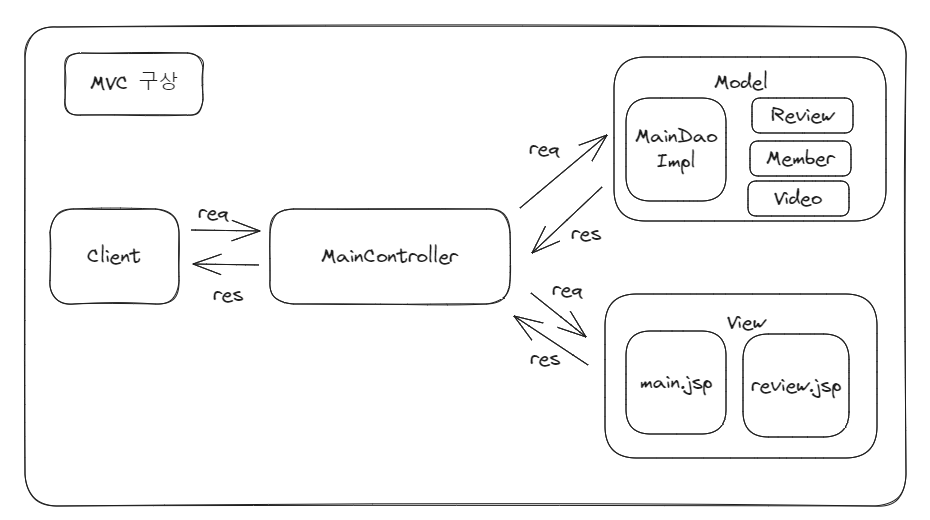 MVC 구상
Model
MainDao
Impl
Review
Member
Video
req
res
Client
req
res
MainController
req
res
View
main.jsp
review.jsp